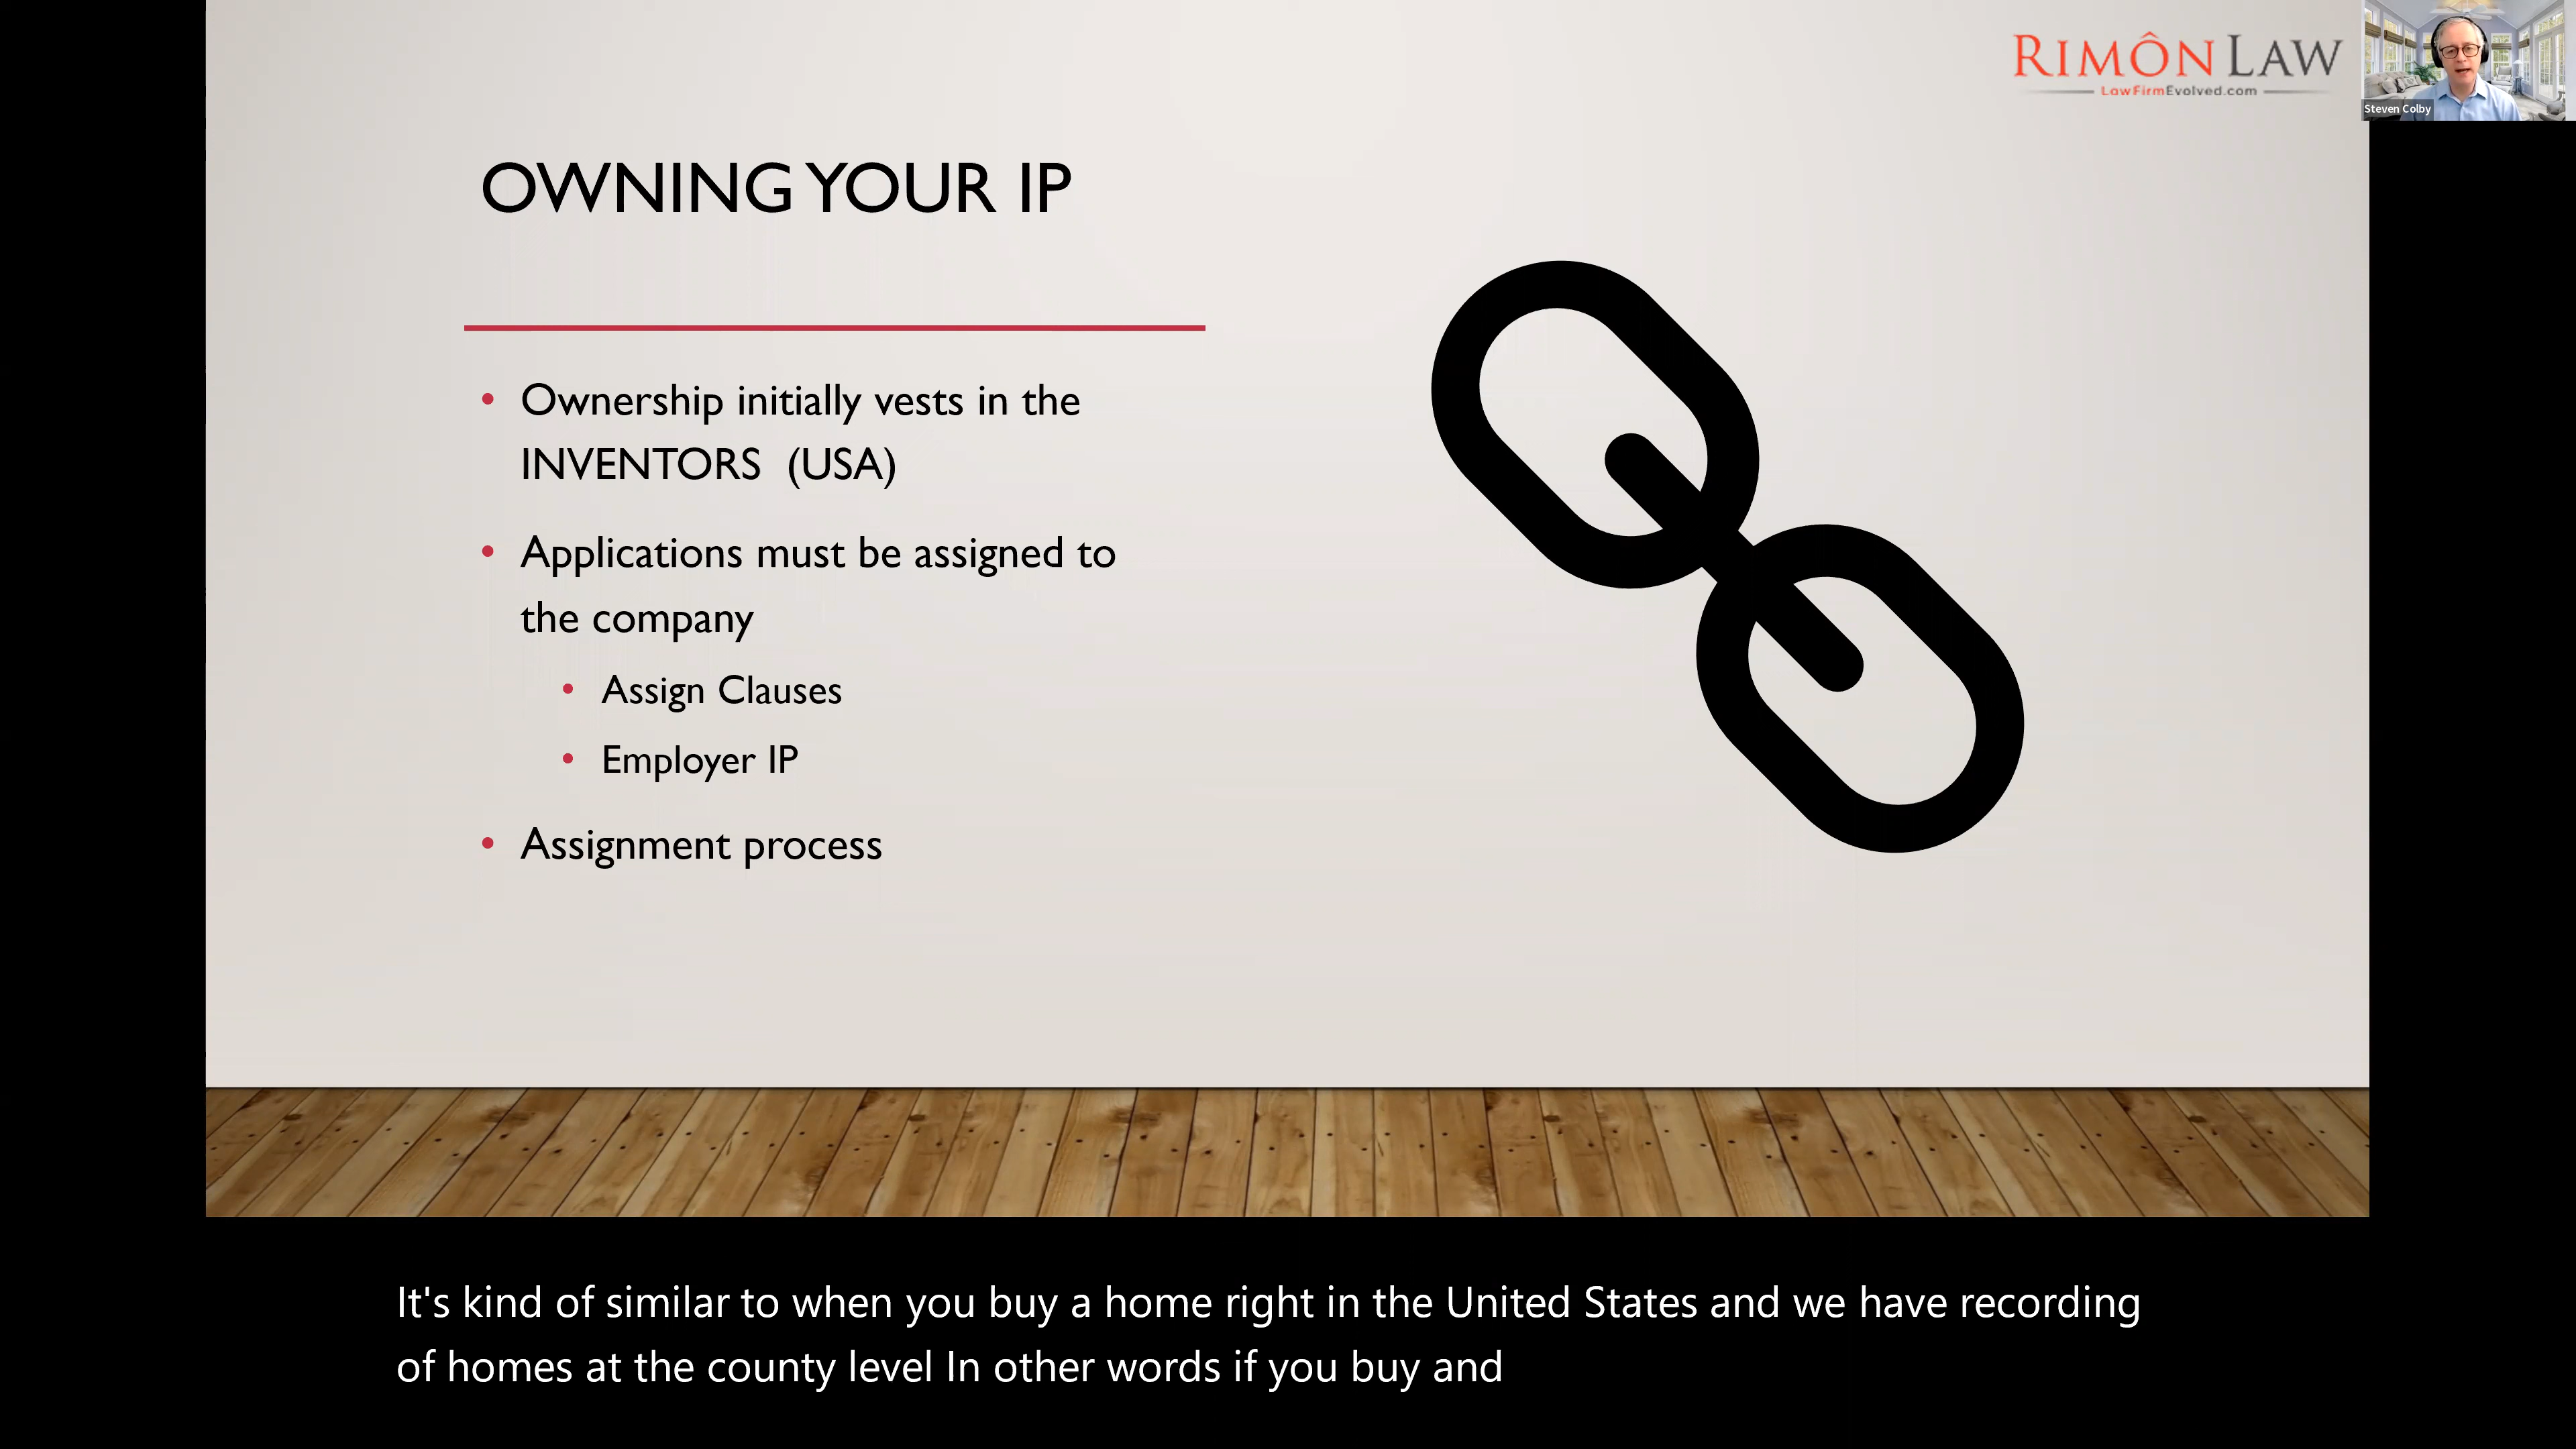 RIMÔN LAW
LawFirmEvolved.com
Steven Colby
OWNING YOUR IP
• Ownership initially vests in the
INVENTORS (USA)
• Applications must be assigned to
the company
• Assign Clauses
• Employer IP
• Assignment process
It's kind of similar to when you buy a home right in the United States and we have recording
of homes at the county level In other words if you buy and